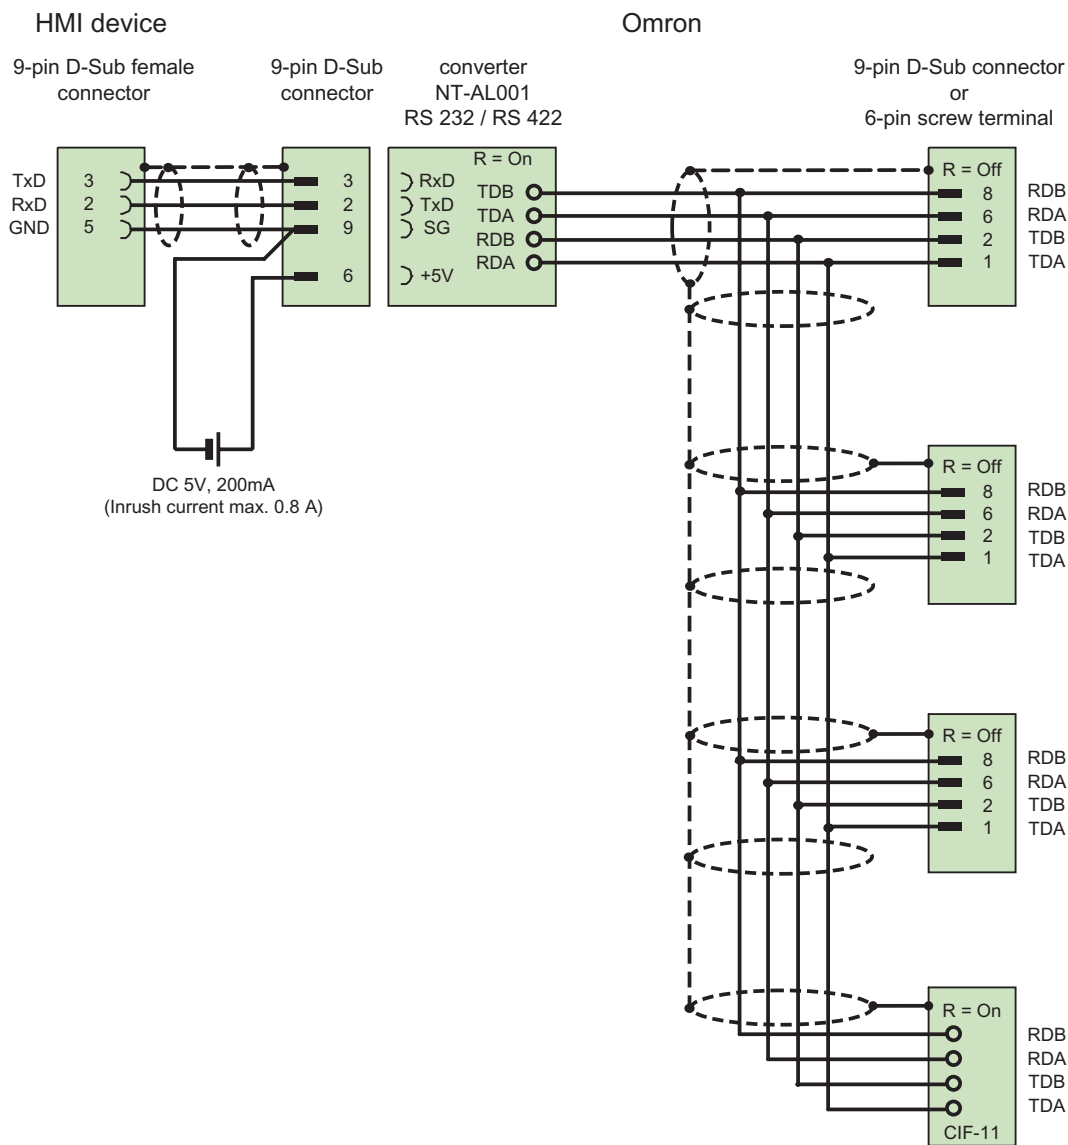 HMI device
Omron
9-pin D-Sub female
connector
9-pin D-Sub
connector
converter
NT-AL001
RS 232 / RS 422
9-pin D-Sub connector
or
6-pin screw terminal
TxD 3
RxD 2
GND 5
3
2
9
6
R = On
RxD TDB
TxD TDA
SG RDB
RDA
+5V
R = Off
8 RDB
6 RDA
2 TDB
1 TDA
DC 5V, 200mA
(Inrush current max. 0.8 A)
R = Off
8 RDB
6 RDA
2 TDB
1 TDA
R = Off
8 RDB
6 RDA
2 TDB
1 TDA
R = On
RDB
RDA
TDB
TDA
CIF-11